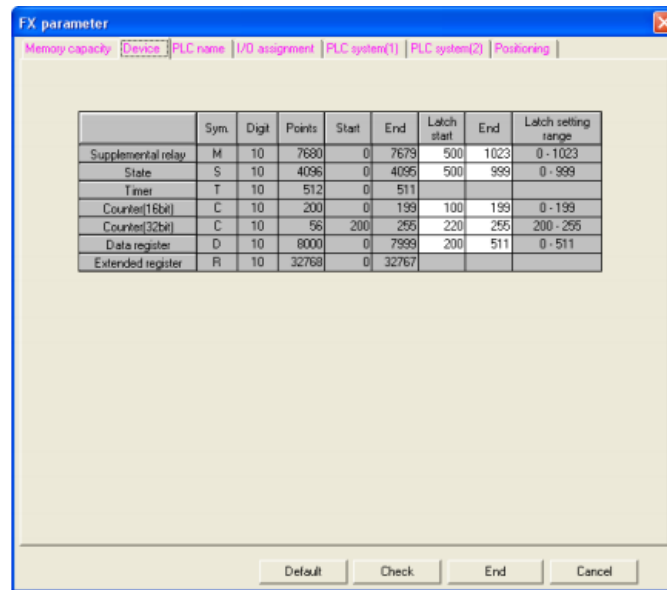 FX parameter
Memory capacity Device PLC name I/O assignment PLC system(1) PLC system(2) Positioning
Sym. Digit Points Start End Latch start End Latch setting range
Supplemental relay M 10 7680 0 7679 500 1023 0 - 1023
State S 10 4096 0 4095 500 999 0 - 999
Timer T 10 512 0 511
Counter(16bit) C 10 200 0 199 100 199 0 - 199
Counter(32bit) C 10 56 200 255 220 255 200 - 255
Data register D 10 8000 0 7999 200 511 0 - 511
Extended register R 10 32768 0 32767
Default Check End Cancel